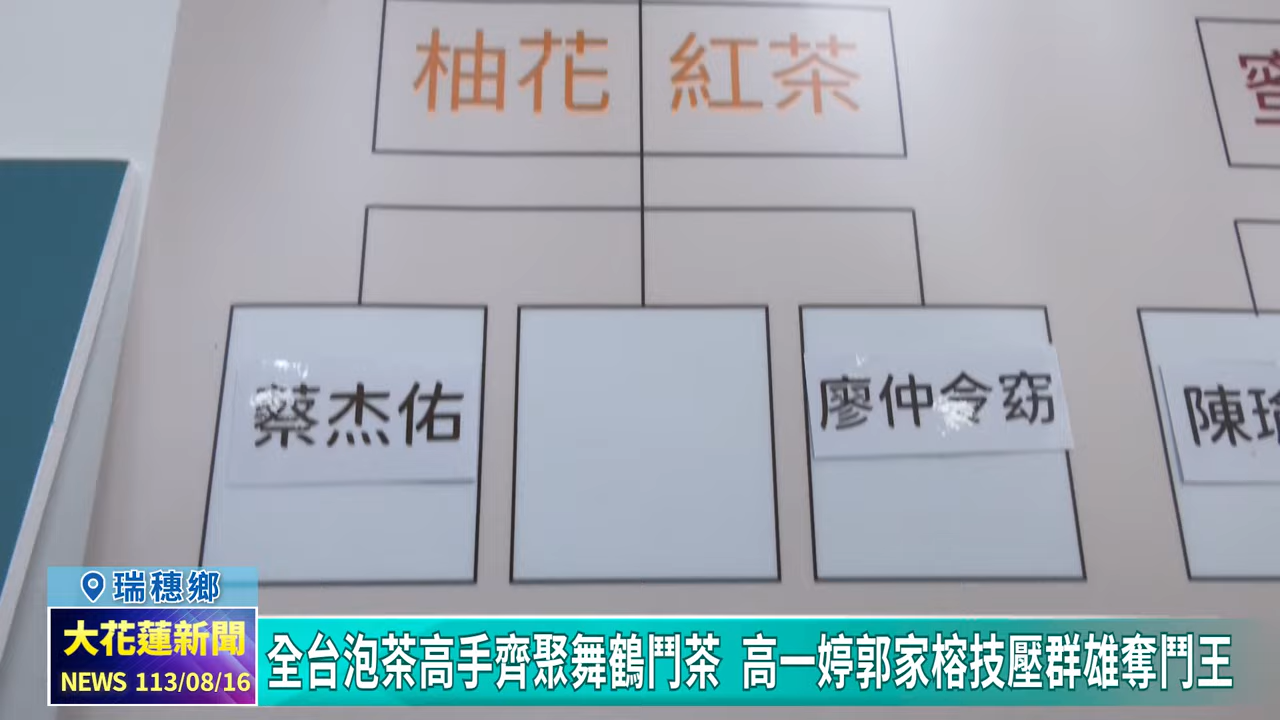 柚花 紅茶
蔡杰佑
廖仲令窈
陳
瑞穗鄉
大花蓮新聞
NEWS 113/08/16
全台泡茶高手齊聚舞鶴鬥茶 高一婷郭家榕技壓群雄奪鬥王